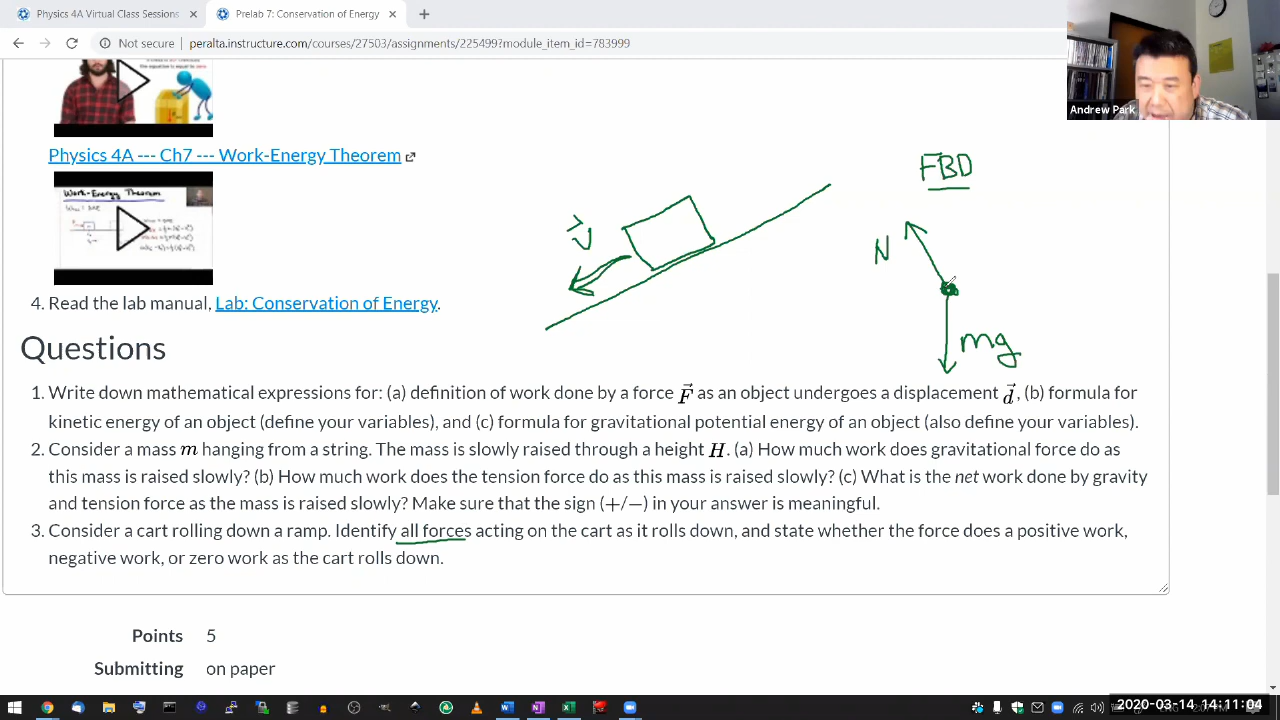 Physics 4A Virtual Class Sessions
Prelab 7: Conservation of Energy
Not secure | peralta.instructure.com/courses/27503/assignments/225499?module_item_id=783898
Andrew Park
the equation is equal to zero
Physics 4A --- Ch7 --- Work-Energy Theorem
Work-Energy Theorem
FBD
v⃗
N
mg
4. Read the lab manual, Lab: Conservation of Energy.
Questions
1. Write down mathematical expressions for: (a) definition of work done by a force F⃗ as an object undergoes a displacement d⃗, (b) formula for
kinetic energy of an object (define your variables), and (c) formula for gravitational potential energy of an object (also define your variables).
2. Consider a mass m hanging from a string. The mass is slowly raised through a height H. (a) How much work does gravitational force do as
this mass is raised slowly? (b) How much work does the tension force do as this mass is raised slowly? (c) What is the net work done by gravity
and tension force as the mass is raised slowly? Make sure that the sign (+/−) in your answer is meaningful.
3. Consider a cart rolling down a ramp. Identify all forces acting on the cart as it rolls down, and state whether the force does a positive work,
negative work, or zero work as the cart rolls down.
Points 5
Submitting on paper
2020-03-14 14:11:04